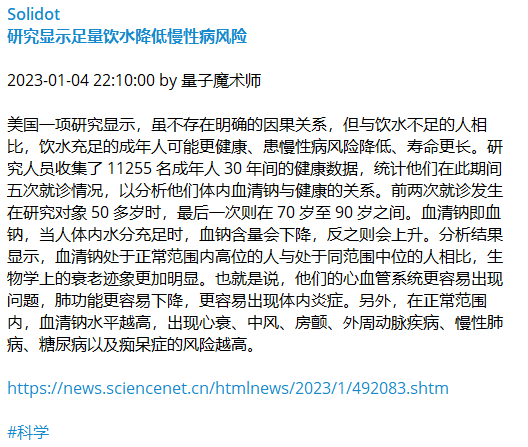 Solidot
研究显示足量饮水降低慢性病风险
2023-01-04 22:10:00 by 量子魔术师
美国一项研究显示，虽不存在明确的因果关系，但与饮水不足的人相
比，饮水充足的成年人可能更健康、患慢性病风险降低、寿命更长。研
究人员收集了 11255 名成年人 30 年间的健康数据，统计他们在此期间
五次就诊情况，以分析他们体内血清钠与健康的关系。前两次就诊发生
在研究对象 50 多岁时，最后一次则在 70 岁至 90 岁之间。血清钠即血
钠，当人体内水分充足时，血钠含量会下降，反之则会上升。分析结果
显示，血清钠处于正常范围内高位的人与处于同范围中位的人相比，生
物学上的衰老迹象更加明显。也就是说，他们的心血管系统更容易出现
问题，肺功能更容易下降，更容易出现体内炎症。另外，在正常范围
内，血清钠水平越高，出现心衰、中风、房颤、外周动脉疾病、慢性肺
病、糖尿病以及痴呆症的风险越高。
https://news.sciencenet.cn/htmlnews/2023/1/492083.shtm
#科学